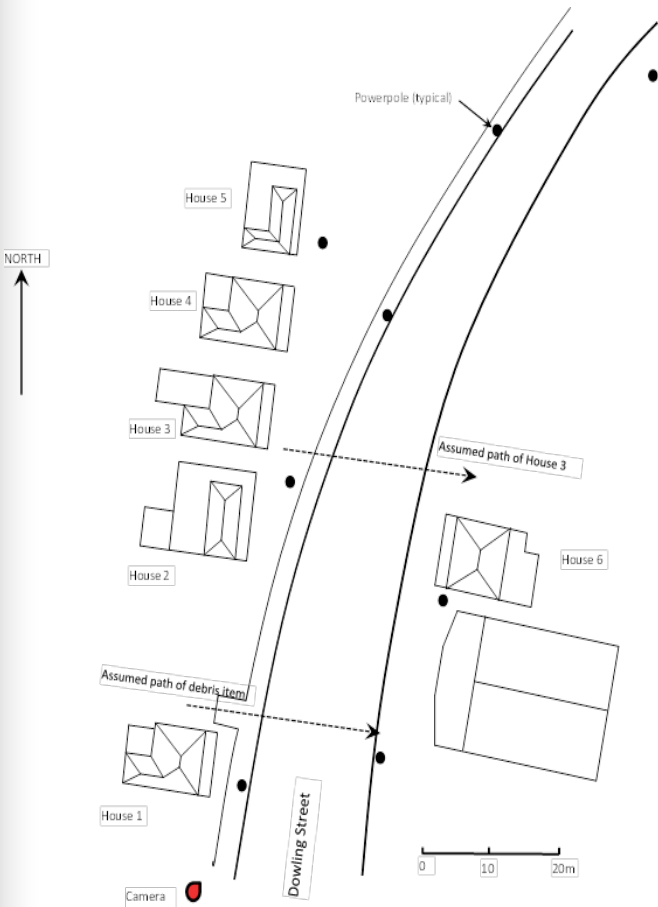 Powerpole (typical)
House 5
NORTH
House 4
House 3
Assumed path of House 3
House 2
House 6
Assumed path of debris item
House 1
Dowling Street
0
10
20m
Camera